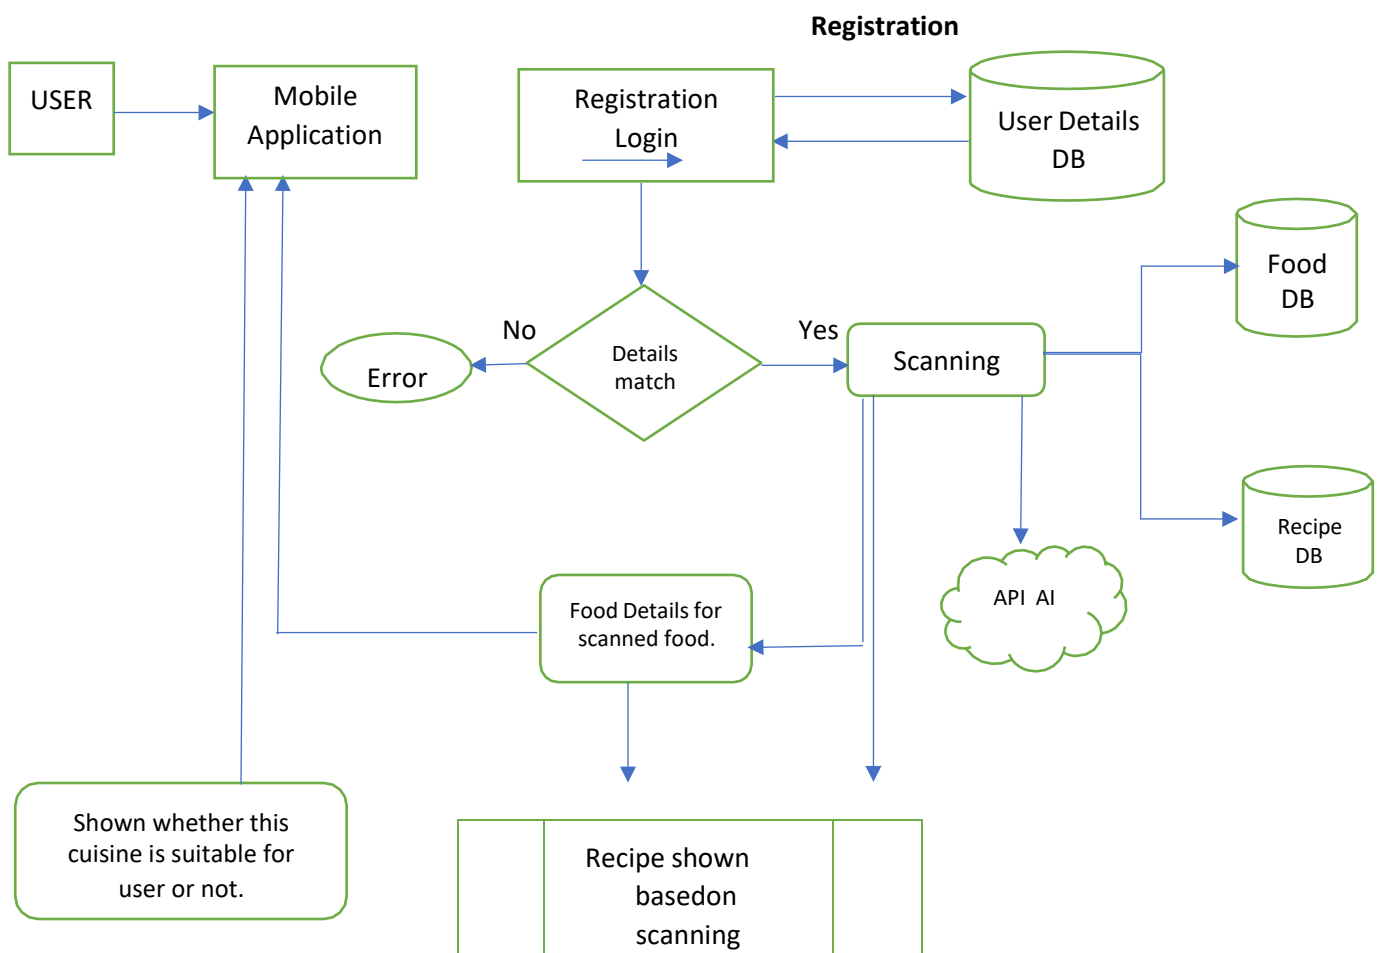 Registration
USER
Mobile
Application
Registration
Login
User Details
DB
Food
DB
No
Yes
Error
Details
match
Scanning
Recipe
DB
API AI
Food Details for
scanned food.
Shown whether this
cuisine is suitable for
user or not.
Recipe shown
basedon
scanning